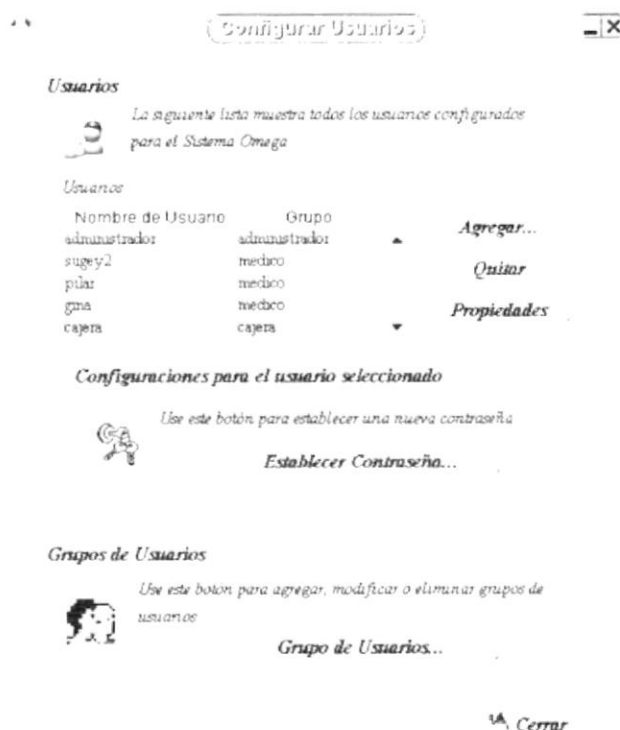 Configurar Usuarios
Usuarios
La siguiente lista muestra todos los usuarios configurados
para el Sistema Omega
Usuarios
Nombre de Usuario Grupo
administrador administrador
sugey2 medico
pilar medico
gina medico
cajera cajera
Agregar...
Quitar
Propiedades
Configuraciones para el usuario seleccionado
Use este botón para establecer una nueva contraseña
Establecer Contraseña...
Grupos de Usuarios
Use este boton para agregar, modificar o eliminar grupos de
usuarios
Grupo de Usuarios...
Cerrar